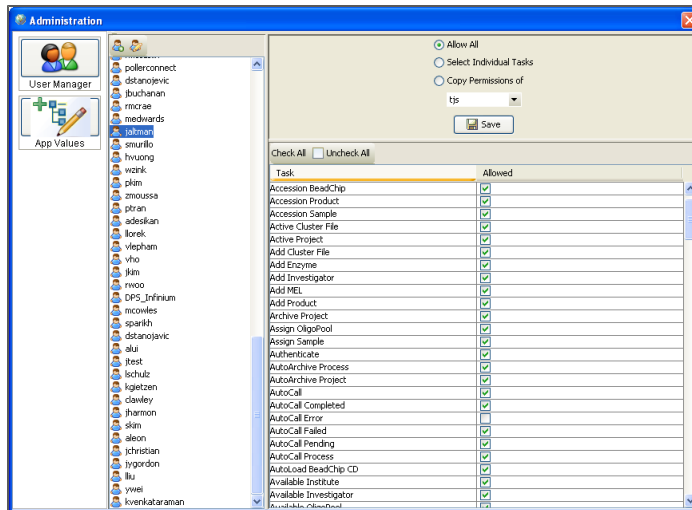 Administration
User Manager
App Values
pollerconnect
dstanojevic
jbuchanan
rmcrae
medwards
jaltman
smurillo
hvuong
wzink
pkim
zmoussa
ptran
adesikan
llorek
vlepham
vho
jkim
rwoo
DPS_Infinium
mcowles
sparikh
dstanojavic
alui
jtest
lschulz
kgietzen
clawley
jharmon
skim
aleon
jchristian
jygordon
lliu
ywei
kvenkataraman
Allow All
Select Individual Tasks
Copy Permissions of
tjs
Save
Check All Uncheck All
Task Allowed
Accession BeadChip
Accession Product
Accession Sample
Active Cluster File
Active Project
Add Cluster File
Add Enzyme
Add Investigator
Add MEL
Add Product
Archive Project
Assign OligoPool
Assign Sample
Authenticate
AutoArchive Process
AutoArchive Project
AutoCall
AutoCall Completed
AutoCall Error
AutoCall Failed
AutoCall Pending
AutoCall Process
AutoLoad BeadChip CD
Available Institute
Available Investigator
Available OligoPool